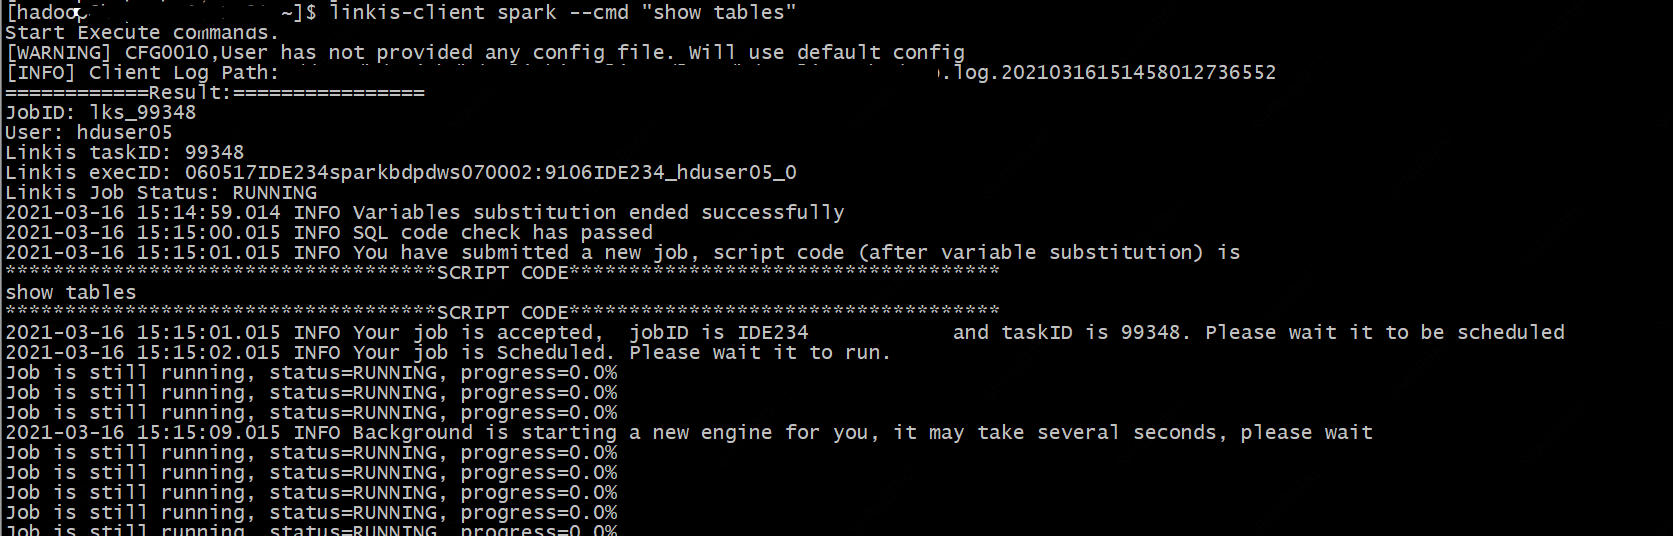 [hadoop ~]$ linkis-client spark --cmd "show tables"
Start Execute commands.
[WARNING] CFG0010,User has not provided any config file. Will use default config
[INFO] Client Log Path: .log.20210316151458012736552
============Result:================
JobID: lks_99348
User: hduser05
Linkis taskID: 99348
Linkis execID: 060517IDE234sparkbdpdws070002:9106IDE234_hduser05_0
Linkis Job Status: RUNNING
2021-03-16 15:14:59.014 INFO Variables substitution ended successfully
2021-03-16 15:15:00.015 INFO SQL code check has passed
2021-03-16 15:15:01.015 INFO You have submitted a new job, script code (after variable substitution) is
************************************SCRIPT CODE************************************
show tables
************************************SCRIPT CODE************************************
2021-03-16 15:15:01.015 INFO Your job is accepted,  jobID is IDE234 and taskID is 99348. Please wait it to be scheduled
2021-03-16 15:15:02.015 INFO Your job is Scheduled. Please wait it to run.
Job is still running, status=RUNNING, progress=0.0%
Job is still running, status=RUNNING, progress=0.0%
Job is still running, status=RUNNING, progress=0.0%
2021-03-16 15:15:09.015 INFO Background is starting a new engine for you, it may take several seconds, please wait
Job is still running, status=RUNNING, progress=0.0%
Job is still running, status=RUNNING, progress=0.0%
Job is still running, status=RUNNING, progress=0.0%
Job is still running, status=RUNNING, progress=0.0%
Job is still running, status=RUNNING, progress=0.0%